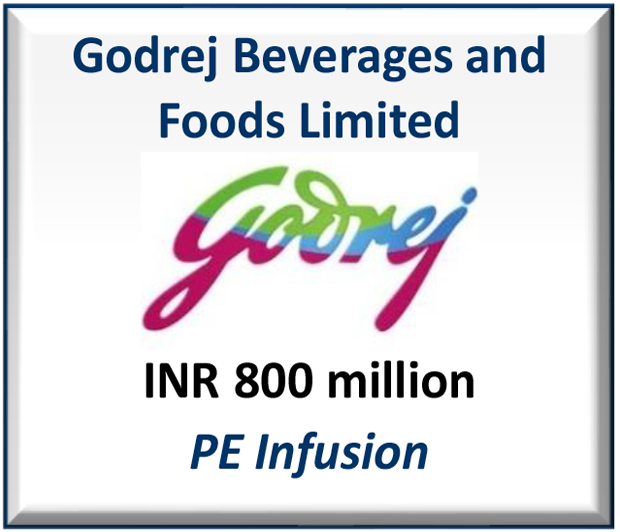 Godrej Beverages and
Foods Limited
Godrej
INR 800 million
PE Infusion